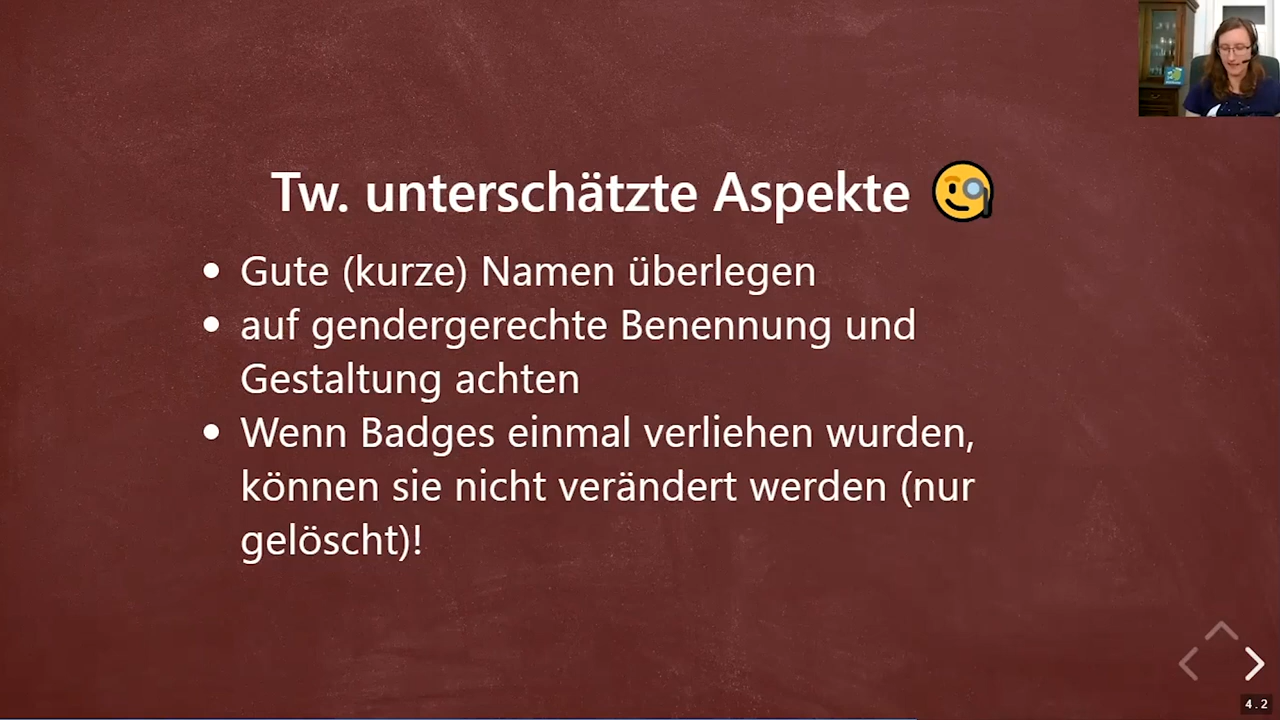 Tw. unterschätzte Aspekte 🧐
• Gute (kurze) Namen überlegen
• auf gendergerechte Benennung und
Gestaltung achten
• Wenn Badges einmal verliehen wurden,
können sie nicht verändert werden (nur
gelöscht)!
4.2